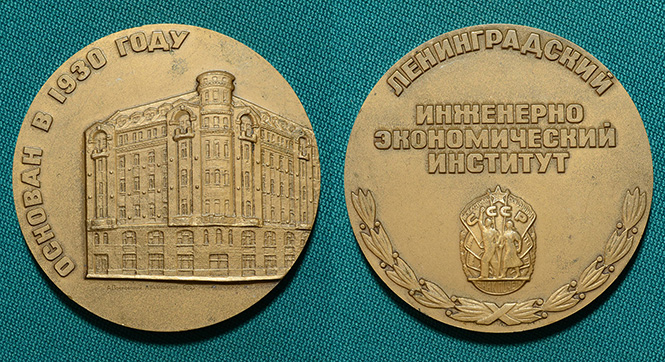 ОСНОВАН В 1930 ГОДУ
ЛЕНИНГРАДСКИЙ
ИНЖЕНЕРНО
ЭКОНОМИЧЕСКИЙ
ИНСТИТУТ
СССР